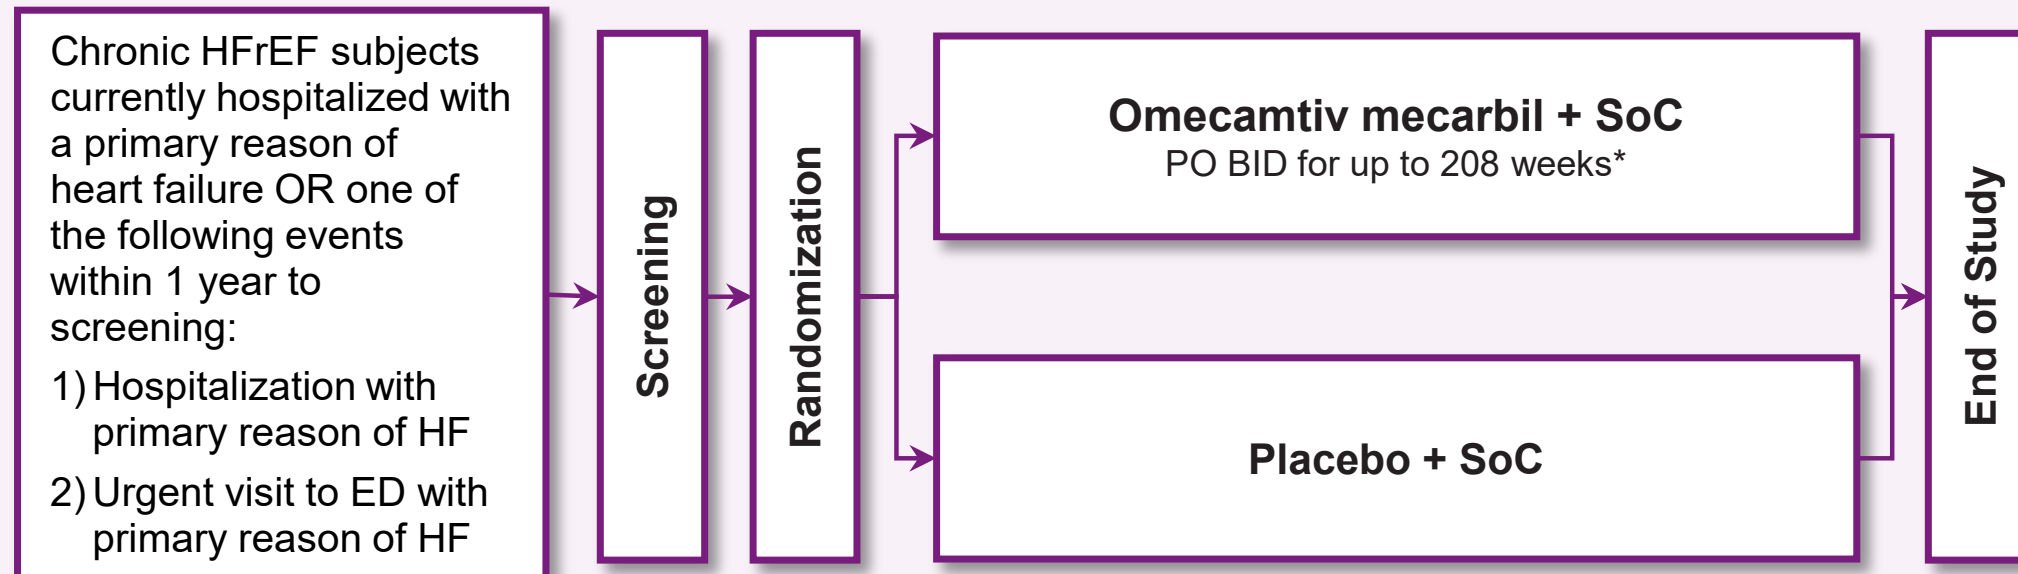 Chronic HFrEF subjects
currently hospitalized with
a primary reason of
heart failure OR one of
the following events
within 1 year to
screening:
1) Hospitalization with
primary reason of HF
2) Urgent visit to ED with
primary reason of HF
Screening
Randomization
Omecamtiv mecarbil + SoC
PO BID for up to 208 weeks*
Placebo + SoC
End of Study